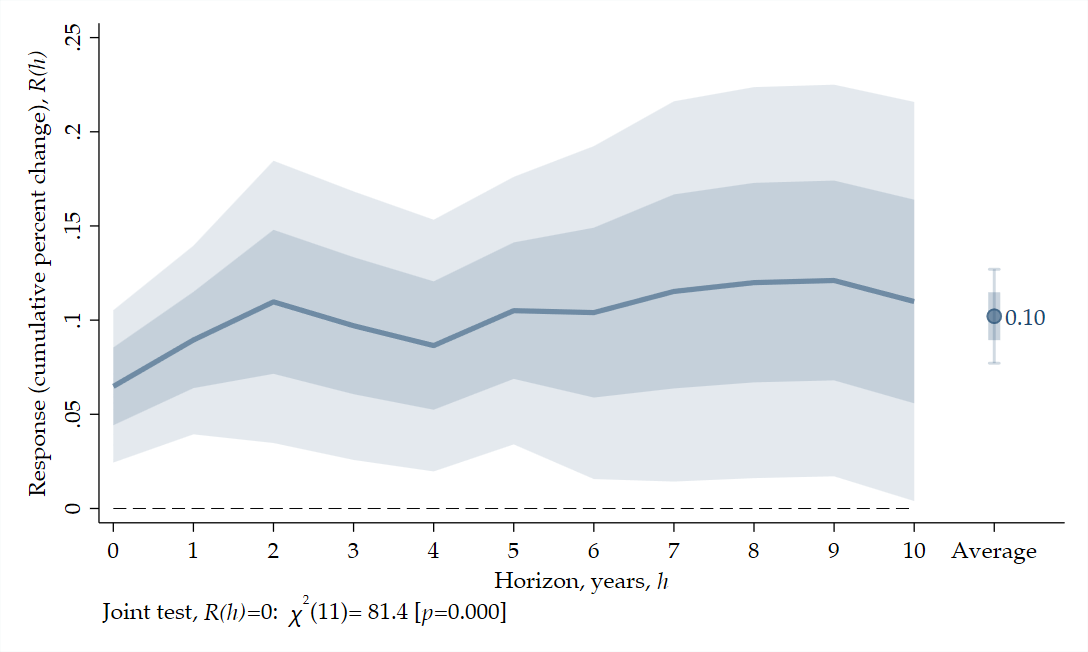 Response (cumulative percent change), R(h)
.25
.2
.15
.1
.05
0
0.10
0 1 2 3 4 5 6 7 8 9 10 Average
Horizon, years, h
Joint test, R(h)=0: χ²(11)= 81.4 [p=0.000]